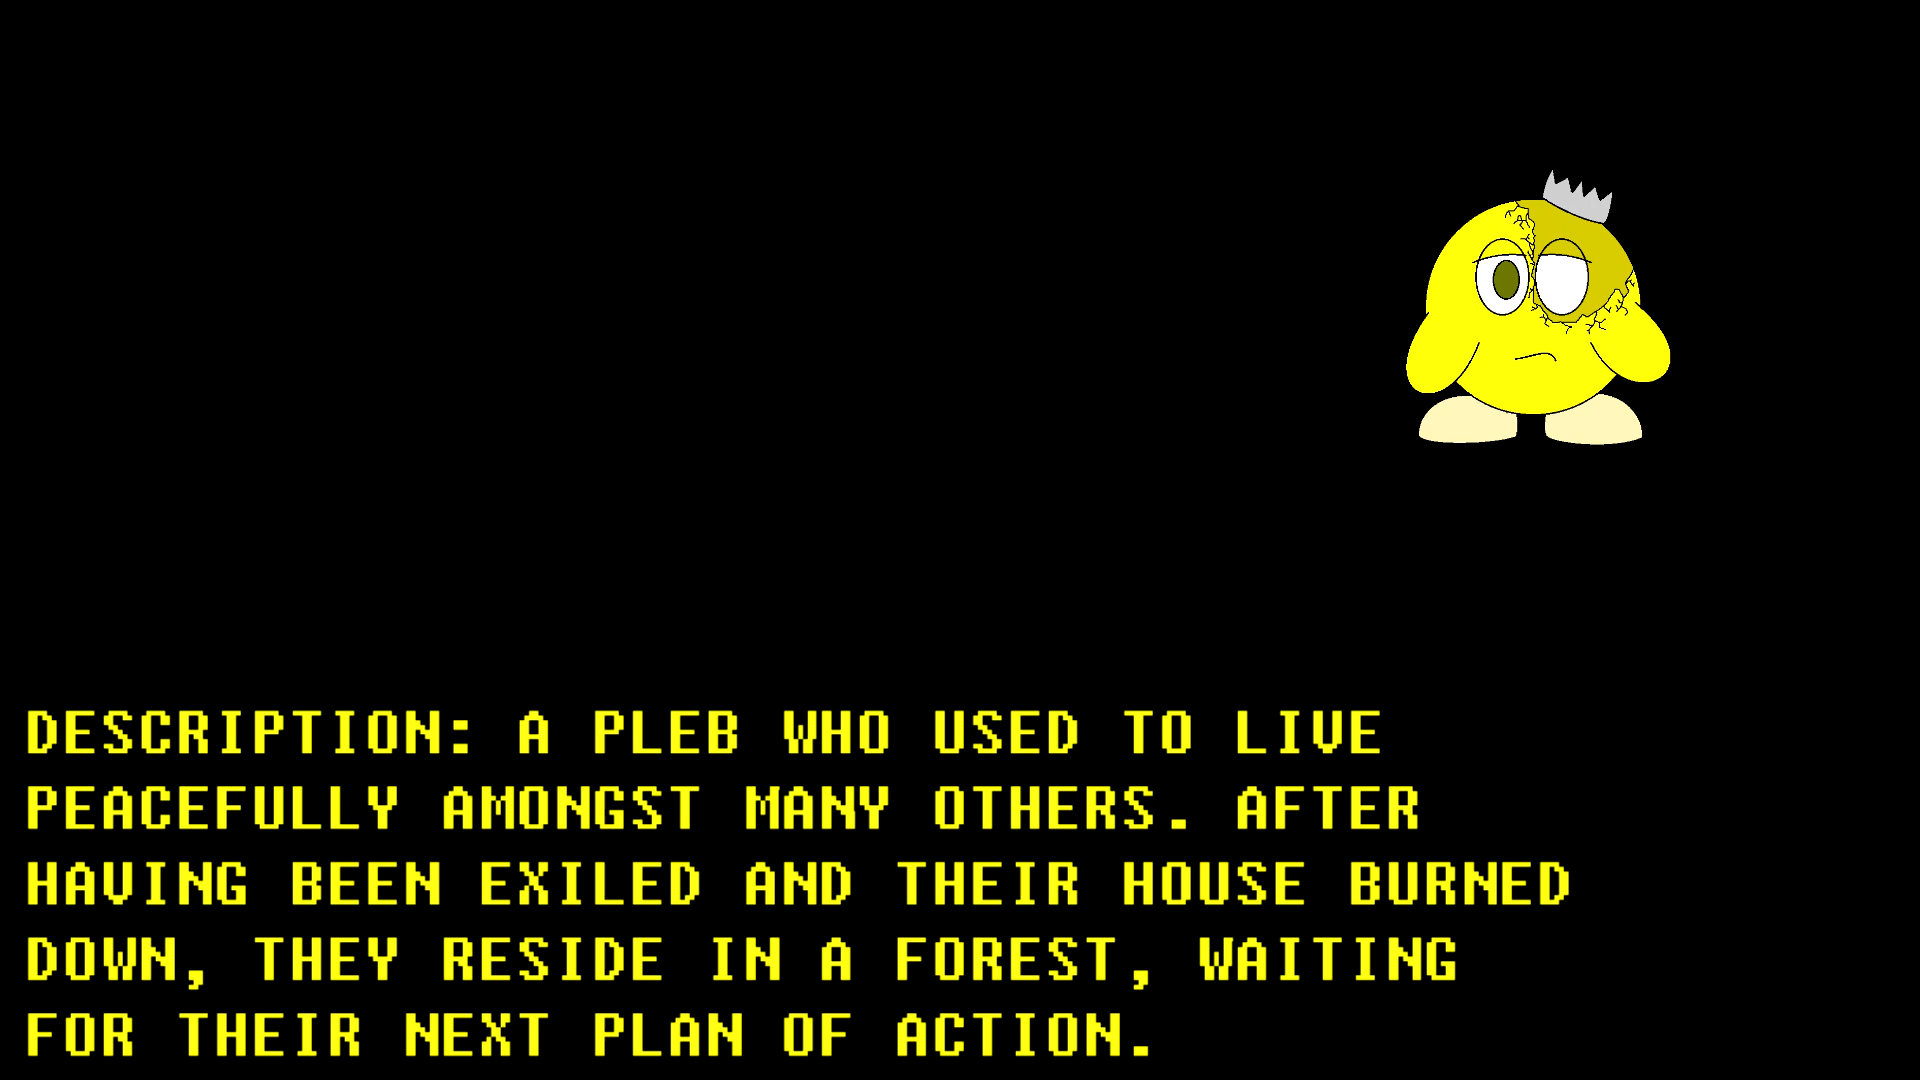 DESCRIPTION: A PLEB WHO USED TO LIVE
PEACEFULLY AMONGST MANY OTHERS. AFTER
HAVING BEEN EXILED AND THEIR HOUSE BURNED
DOWN, THEY RESIDE IN A FOREST, WAITING
FOR THEIR NEXT PLAN OF ACTION.